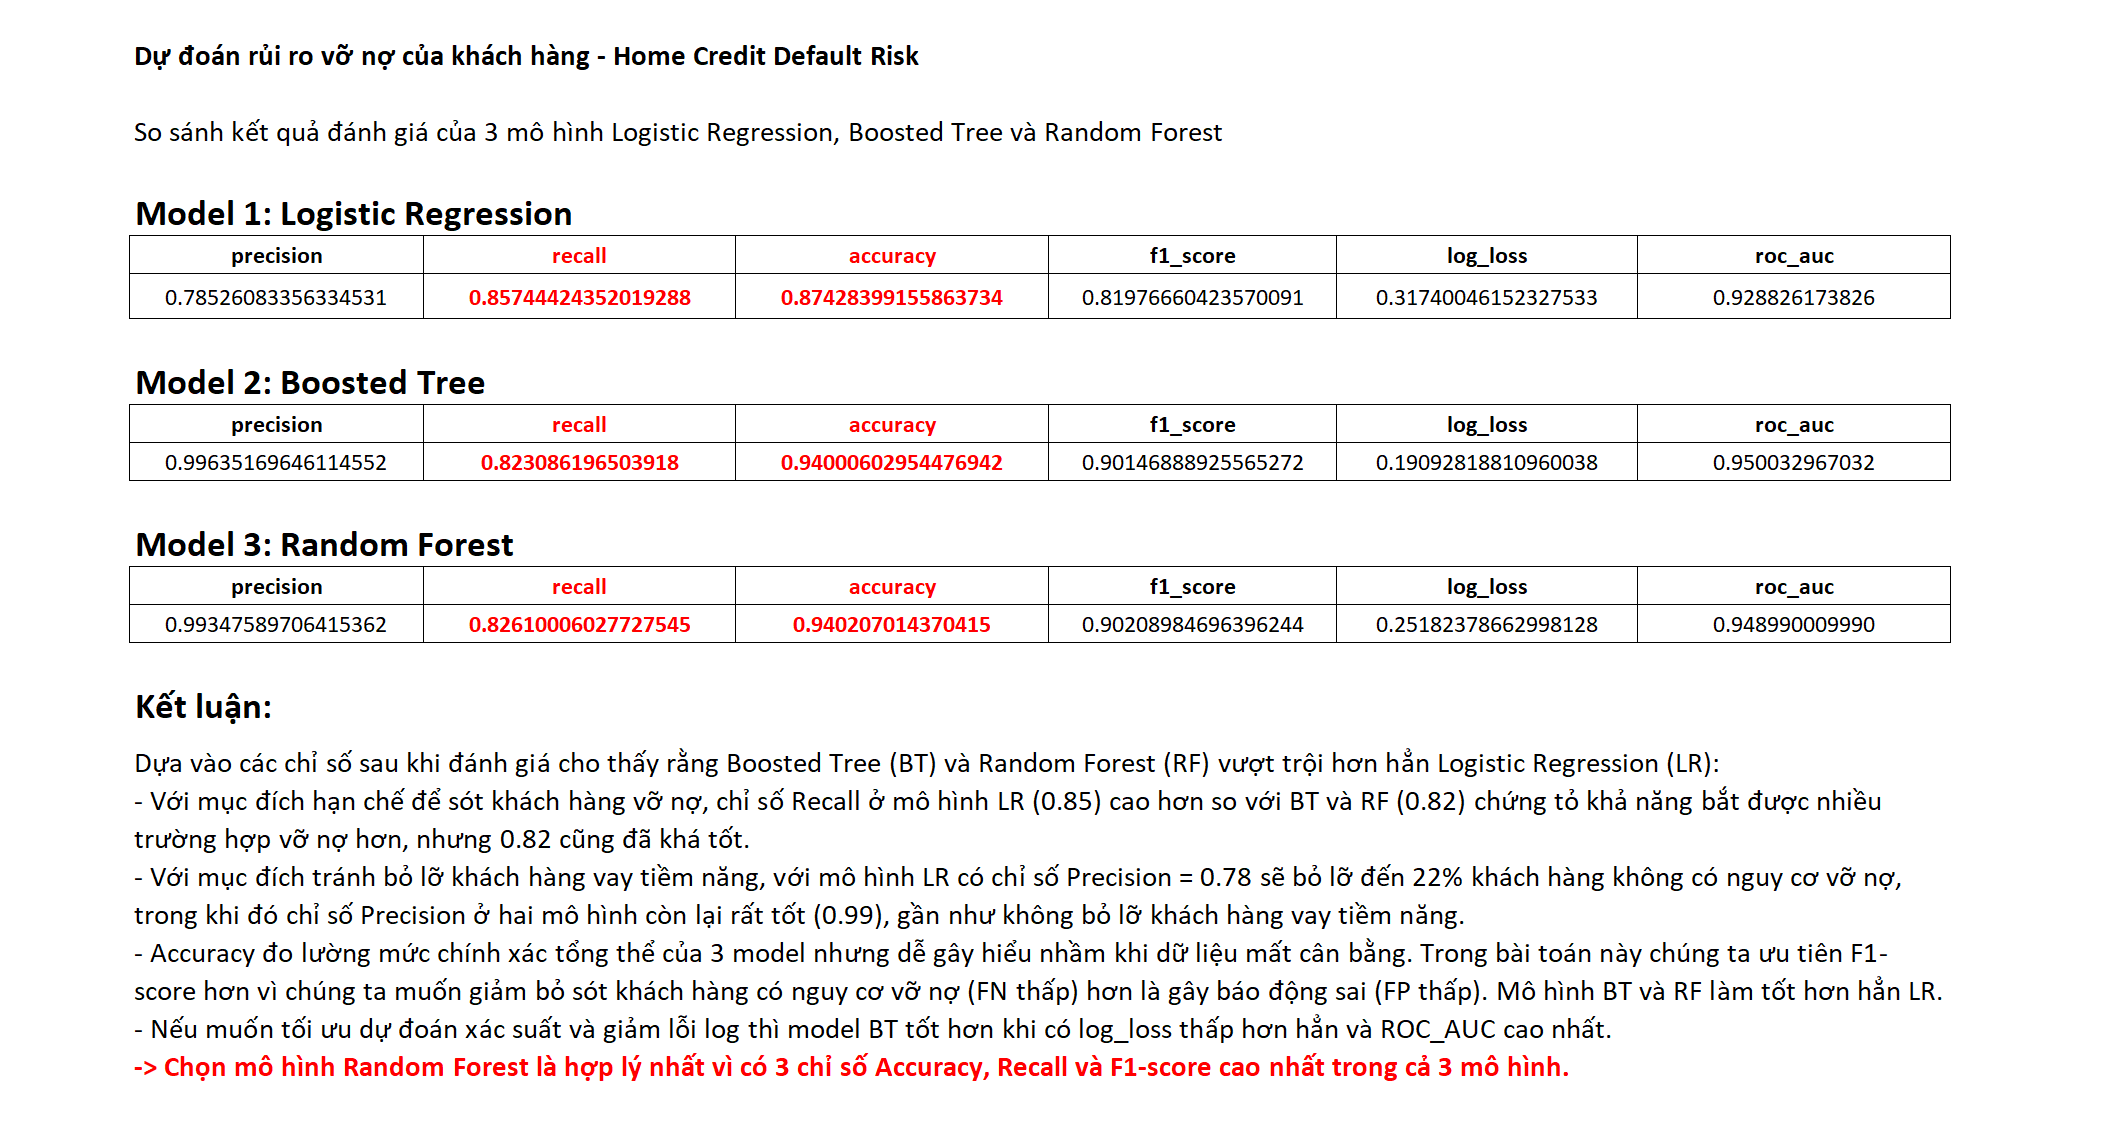 Dự đoán rủi ro vỡ nợ của khách hàng - Home Credit Default Risk
So sánh kết quả đánh giá của 3 mô hình Logistic Regression, Boosted Tree và Random Forest
Model 1: Logistic Regression
precision recall accuracy f1_score log_loss roc_auc
0.78526083356334531 0.85744424352019288 0.87428399155863734 0.81976660423570091 0.31740046152327533 0.928826173826
Model 2: Boosted Tree
precision recall accuracy f1_score log_loss roc_auc
0.99635169646114552 0.823086196503918 0.94000602954476942 0.90146888925565272 0.19092818810960038 0.950032967032
Model 3: Random Forest
precision recall accuracy f1_score log_loss roc_auc
0.99347589706415362 0.82610006027727545 0.940207014370415 0.90208984696396244 0.25182378662998128 0.948990009990
Kết luận:
Dựa vào các chỉ số sau khi đánh giá cho thấy rằng Boosted Tree (BT) và Random Forest (RF) vượt trội hơn hẳn Logistic Regression (LR):
- Với mục đích hạn chế để sót khách hàng vỡ nợ, chỉ số Recall ở mô hình LR (0.85) cao hơn so với BT và RF (0.82) chứng tỏ khả năng bắt được nhiều
trường hợp vỡ nợ hơn, nhưng 0.82 cũng đã khá tốt.
- Với mục đích tránh bỏ lỡ khách hàng vay tiềm năng, với mô hình LR có chỉ số Precision = 0.78 sẽ bỏ lỡ đến 22% khách hàng không có nguy cơ vỡ nợ,
trong khi đó chỉ số Precision ở hai mô hình còn lại rất tốt (0.99), gần như không bỏ lỡ khách hàng vay tiềm năng.
- Accuracy đo lường mức chính xác tổng thể của 3 model nhưng dễ gây hiểu nhầm khi dữ liệu mất cân bằng. Trong bài toán này chúng ta ưu tiên F1-
score hơn vì chúng ta muốn giảm bỏ sót khách hàng có nguy cơ vỡ nợ (FN thấp) hơn là gây báo động sai (FP thấp). Mô hình BT và RF làm tốt hơn hẳn LR.
- Nếu muốn tối ưu dự đoán xác suất và giảm lỗi log thì model BT tốt hơn khi có log_loss thấp hơn hẳn và ROC_AUC cao nhất.
-> Chọn mô hình Random Forest là hợp lý nhất vì có 3 chỉ số Accuracy, Recall và F1-score cao nhất trong cả 3 mô hình.